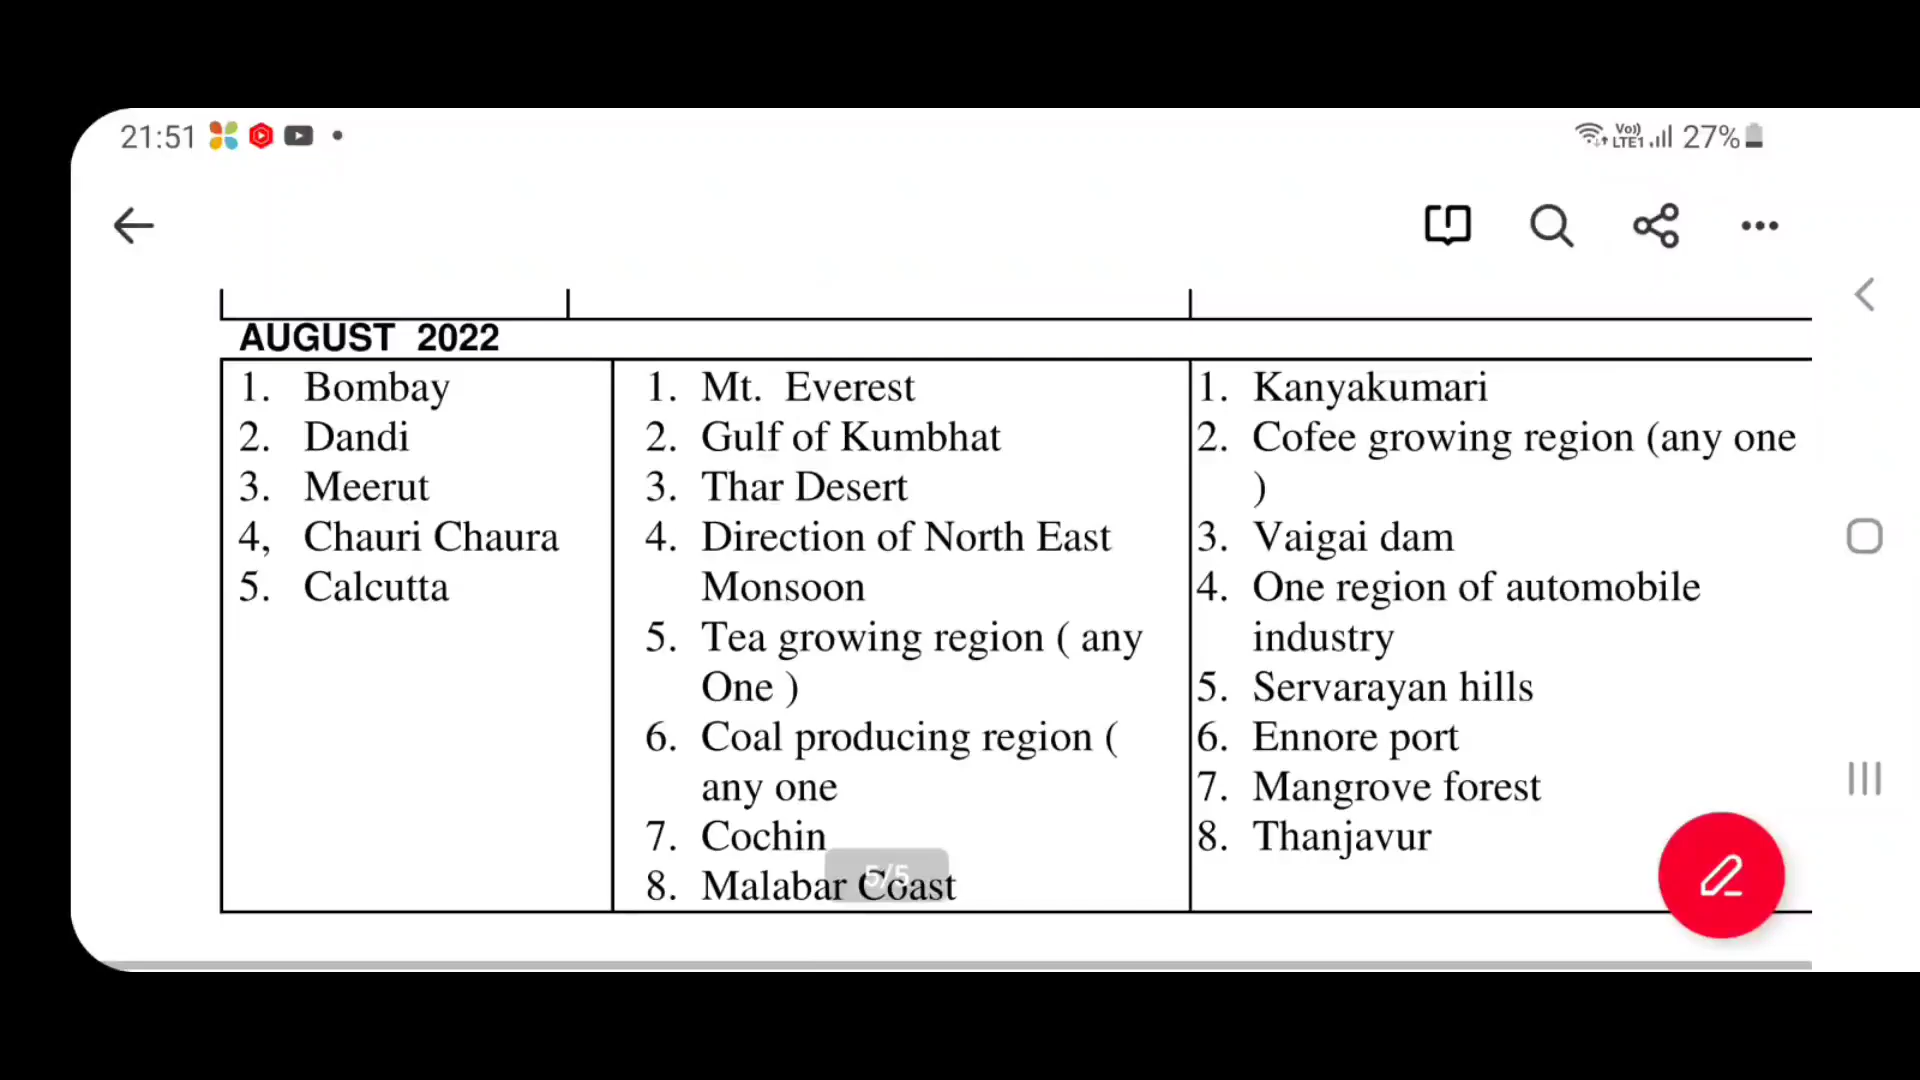 21:51
Vo)) LTE1 27%
AUGUST 2022
1. Bombay
2. Dandi
3. Meerut
4, Chauri Chaura
5. Calcutta
1. Mt. Everest
2. Gulf of Kumbhat
3. Thar Desert
4. Direction of North East
Monsoon
5. Tea growing region ( any
One )
6. Coal producing region (
any one
7. Cochin
8. Malabar Coast
5/5
1. Kanyakumari
2. Cofee growing region (any one
)
3. Vaigai dam
4. One region of automobile
industry
5. Servarayan hills
6. Ennore port
7. Mangrove forest
8. Thanjavur